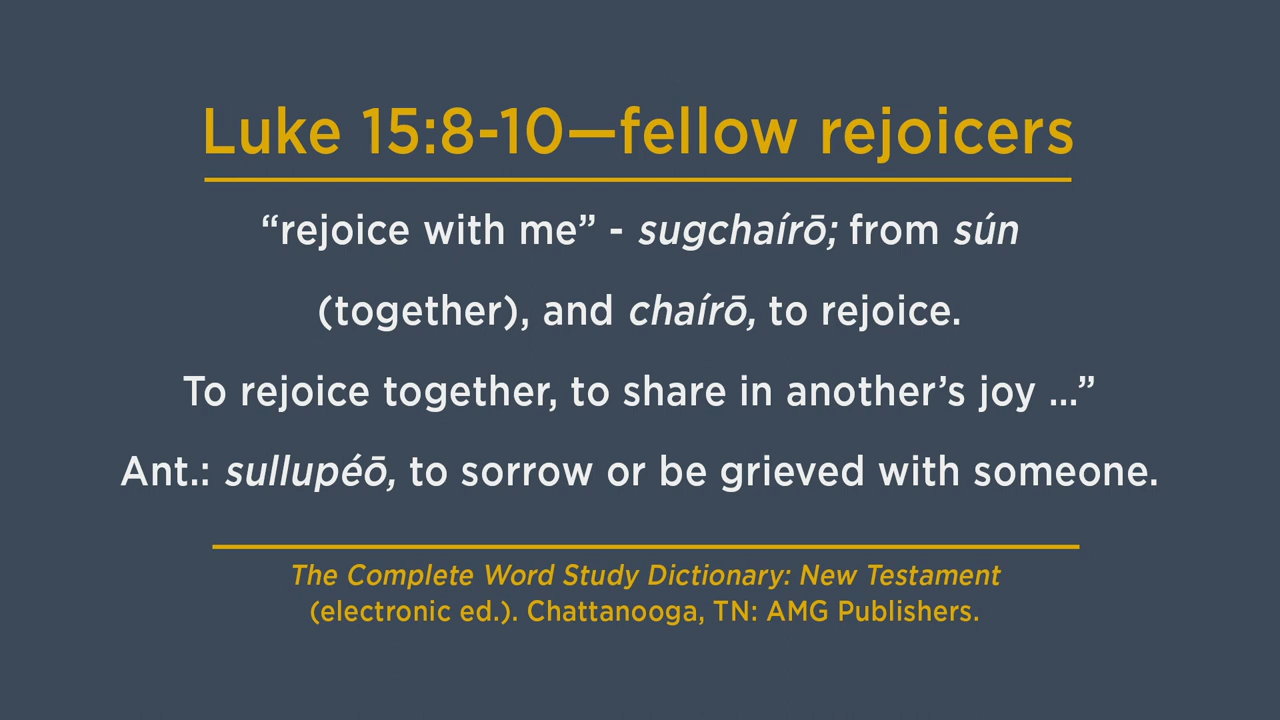 Luke 15:8-10—fellow rejoicers
“rejoice with me” - sugchaírō; from sún
(together), and chaírō, to rejoice.
To rejoice together, to share in another’s joy ...”
Ant.: sullupéō, to sorrow or be grieved with someone.
The Complete Word Study Dictionary: New Testament
(electronic ed.). Chattanooga, TN: AMG Publishers.